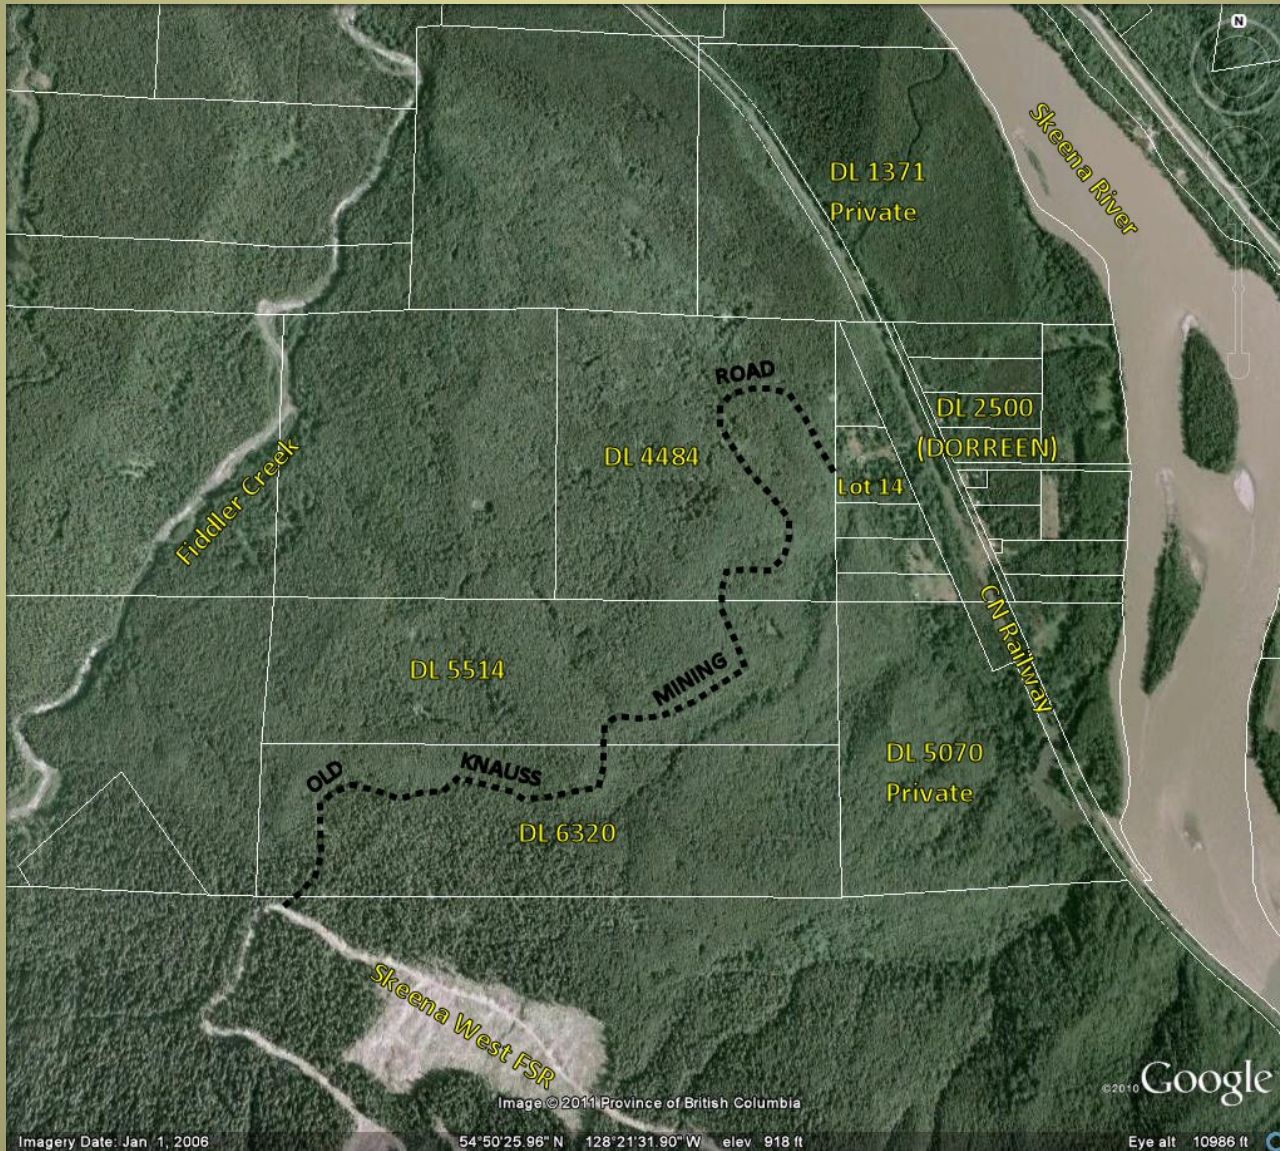 N
Skeena River
DL 1371
Private
ROAD
DL 2500
(DORREEN)
DL 4484
Lot 14
Fiddler Creek
CN Railway
DL 5514
MINING
DL 5070
Private
OLD
KNAUSS
DL 6320
Skeena West FSR
©2010 Google
Image © 2011 Province of British Columbia
Imagery Date: Jan 1, 2006 54°50'25.96" N 128°21'31.90" W elev 918 ft Eye alt 10986 ft